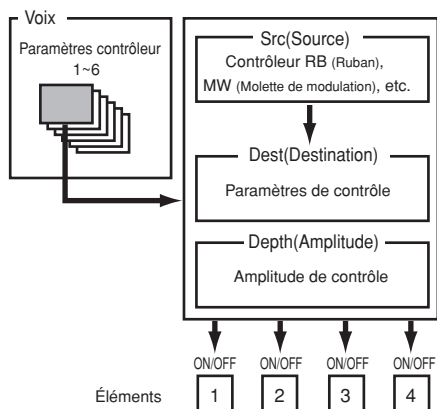 Voix
Paramètres contrôleur
1~6
Src(Source)
Contrôleur RB (Ruban),
MW (Molette de modulation), etc.
Dest(Destination)
Paramètres de contrôle
Depth(Amplitude)
Amplitude de contrôle
ON/OFF ON/OFF ON/OFF ON/OFF
Éléments 1 2 3 4